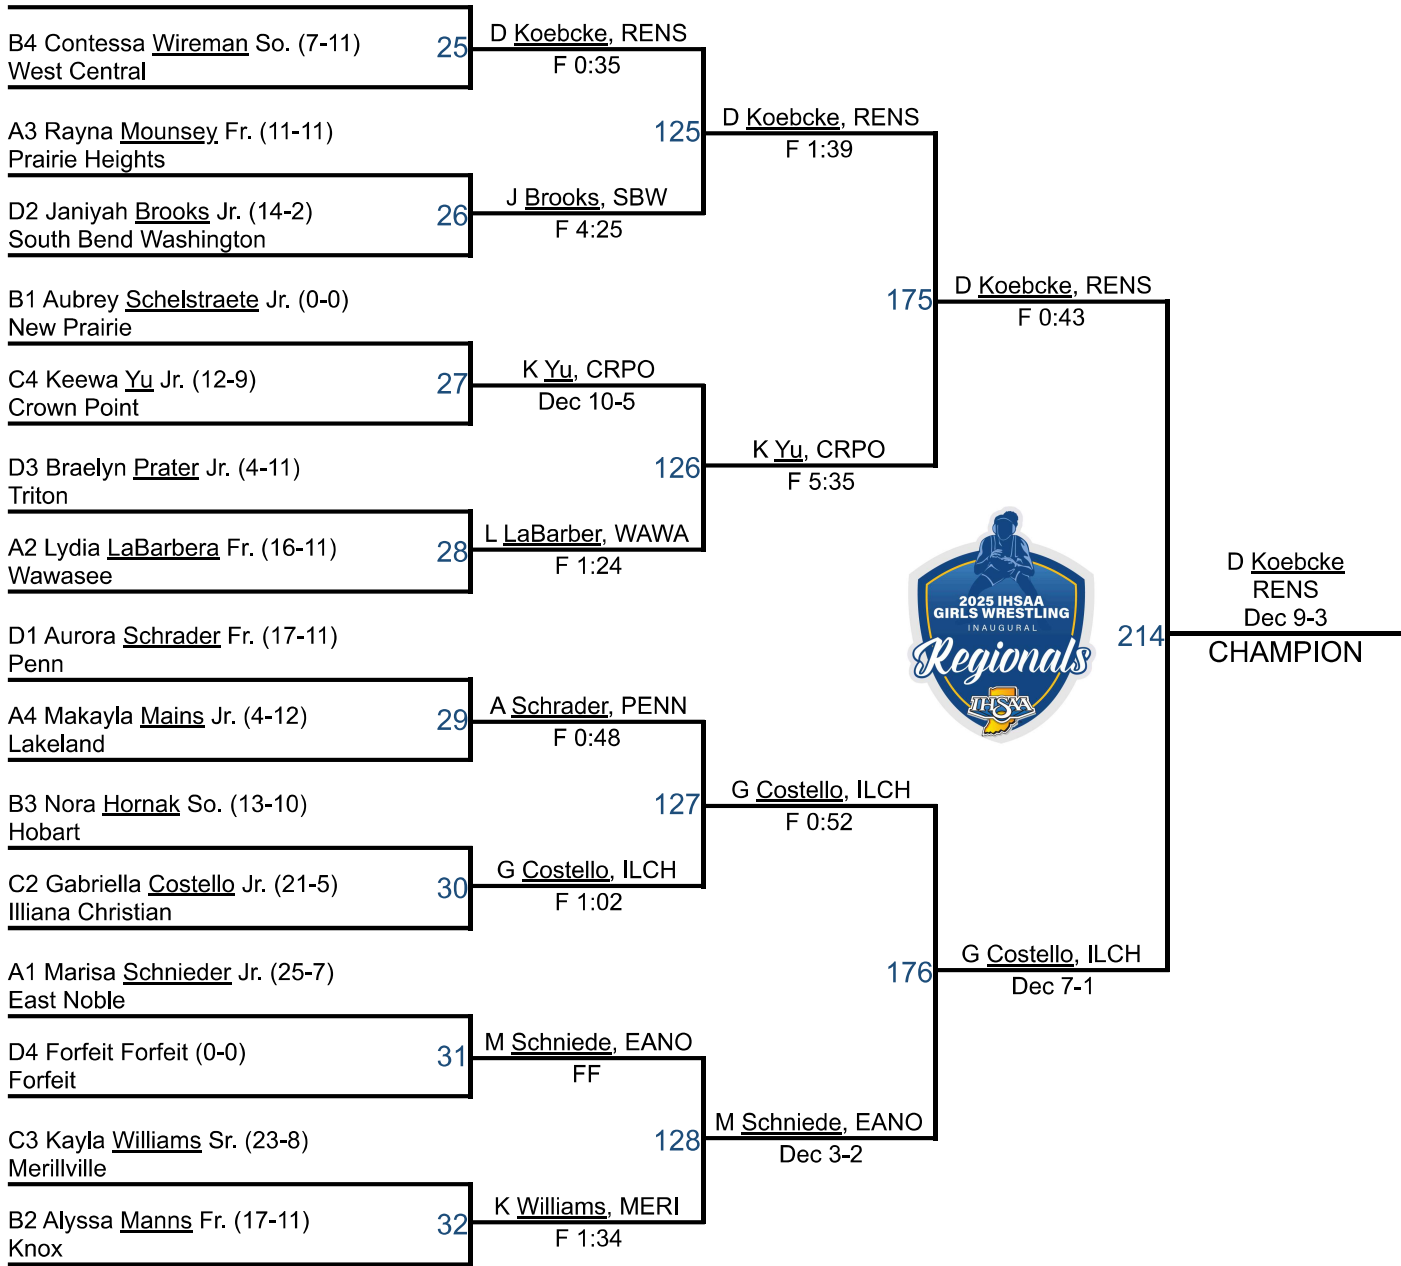 B4 Contessa Wireman So. (7-11)
West Central
25
D Koebcke, RENS
F 0:35
A3 Rayna Mounsey Fr. (11-11)
Prairie Heights
125
D Koebcke, RENS
F 1:39
D2 Janiyah Brooks Jr. (14-2)
South Bend Washington
26
J Brooks, SBW
F 4:25
B1 Aubrey Schelstraete Jr. (0-0)
New Prairie
175
D Koebcke, RENS
F 0:43
C4 Keewa Yu Jr. (12-9)
Crown Point
27
K Yu, CRPO
Dec 10-5
D3 Braelyn Prater Jr. (4-11)
Triton
126
K Yu, CRPO
F 5:35
A2 Lydia LaBarbera Fr. (16-11)
Wawasee
28
L LaBarber, WAWA
F 1:24
2025 IHSAA
GIRLS WRESTLING
INAUGURAL
Regionals
IHSAA
214
D Koebcke
RENS
Dec 9-3
CHAMPION
D1 Aurora Schrader Fr. (17-11)
Penn
A4 Makayla Mains Jr. (4-12)
Lakeland
29
A Schrader, PENN
F 0:48
B3 Nora Hornak So. (13-10)
Hobart
127
G Costello, ILCH
F 0:52
C2 Gabriella Costello Jr. (21-5)
Illiana Christian
30
G Costello, ILCH
F 1:02
A1 Marisa Schnieder Jr. (25-7)
East Noble
176
G Costello, ILCH
Dec 7-1
D4 Forfeit Forfeit (0-0)
Forfeit
31
M Schniede, EANO
FF
C3 Kayla Williams Sr. (23-8)
Merillville
128
M Schniede, EANO
Dec 3-2
B2 Alyssa Manns Fr. (17-11)
Knox
32
K Williams, MERI
F 1:34